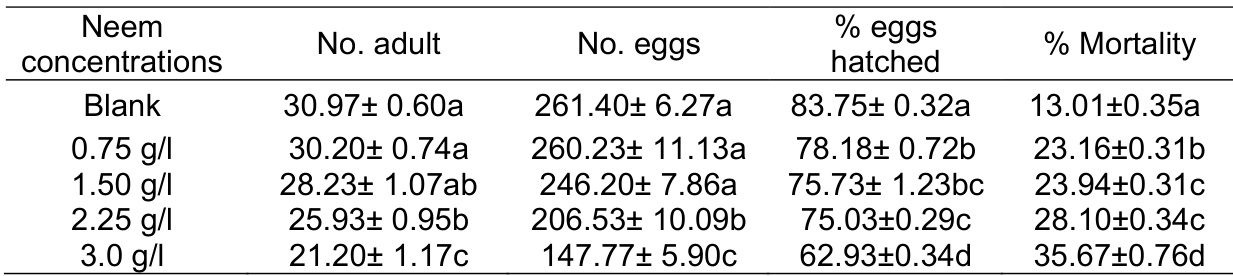 Neem concentrations No. adult No. eggs % eggs hatched % Mortality
Blank 30.97± 0.60a 261.40± 6.27a 83.75± 0.32a 13.01±0.35a
0.75 g/l 30.20± 0.74a 260.23± 11.13a 78.18± 0.72b 23.16±0.31b
1.50 g/l 28.23± 1.07ab 246.20± 7.86a 75.73± 1.23bc 23.94±0.31c
2.25 g/l 25.93± 0.95b 206.53± 10.09b 75.03±0.29c 28.10±0.34c
3.0 g/l 21.20± 1.17c 147.77± 5.90c 62.93±0.34d 35.67±0.76d